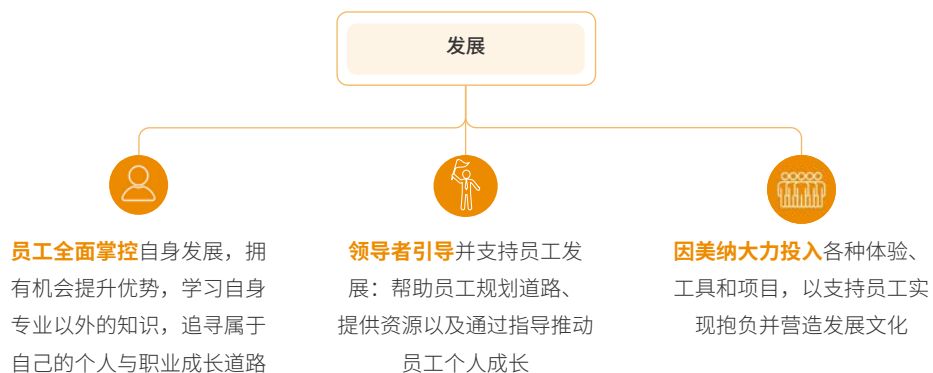 发展
员工全面掌控自身发展，拥
有机会提升优势，学习自身
专业以外的知识，追寻属于
自己的个人与职业成长道路
领导者引导并支持员工发
展：帮助员工规划道路、
提供资源以及通过指导推动
员工个人成长
因美纳大力投入各种体验、
工具和项目，以支持员工实
现抱负并营造发展文化